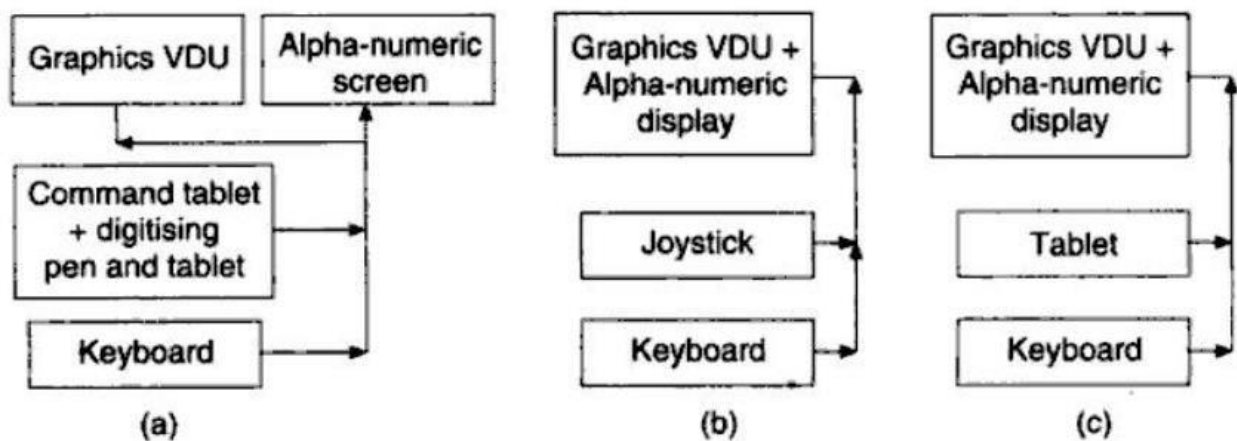 Graphics VDU
Alpha-numeric
screen
Command tablet
+ digitising
pen and tablet
Keyboard
(a)
Graphics VDU +
Alpha-numeric
display
Joystick
Keyboard
(b)
Graphics VDU +
Alpha-numeric
display
Tablet
Keyboard
(c)